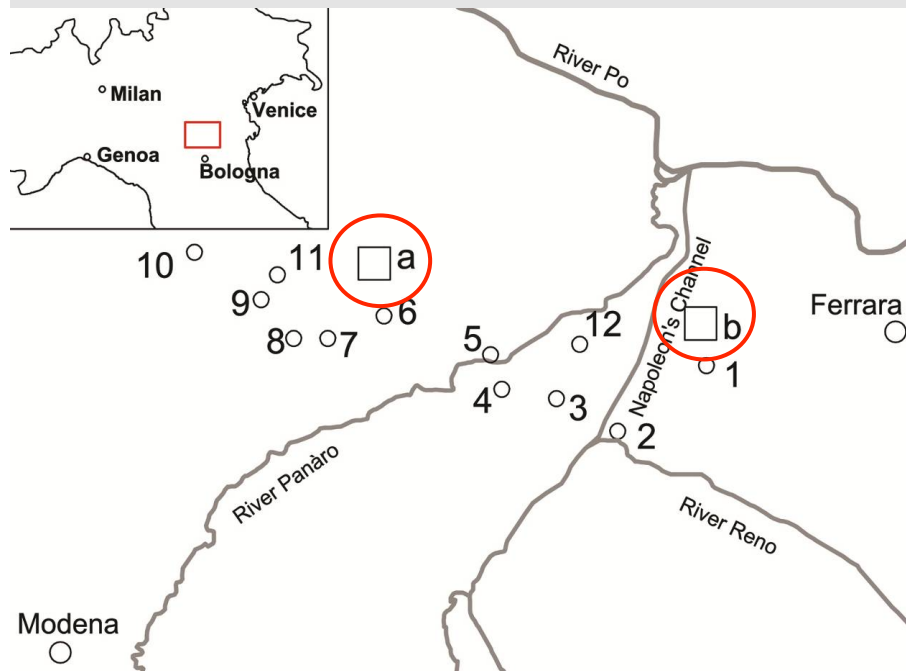 River Po
Milan
Venice
Genoa
Bologna
10
11
a
9
6
8
7
5
12
4
3
Napoleon's Channel
b
1
2
Ferrara
River Panàro
River Reno
Modena